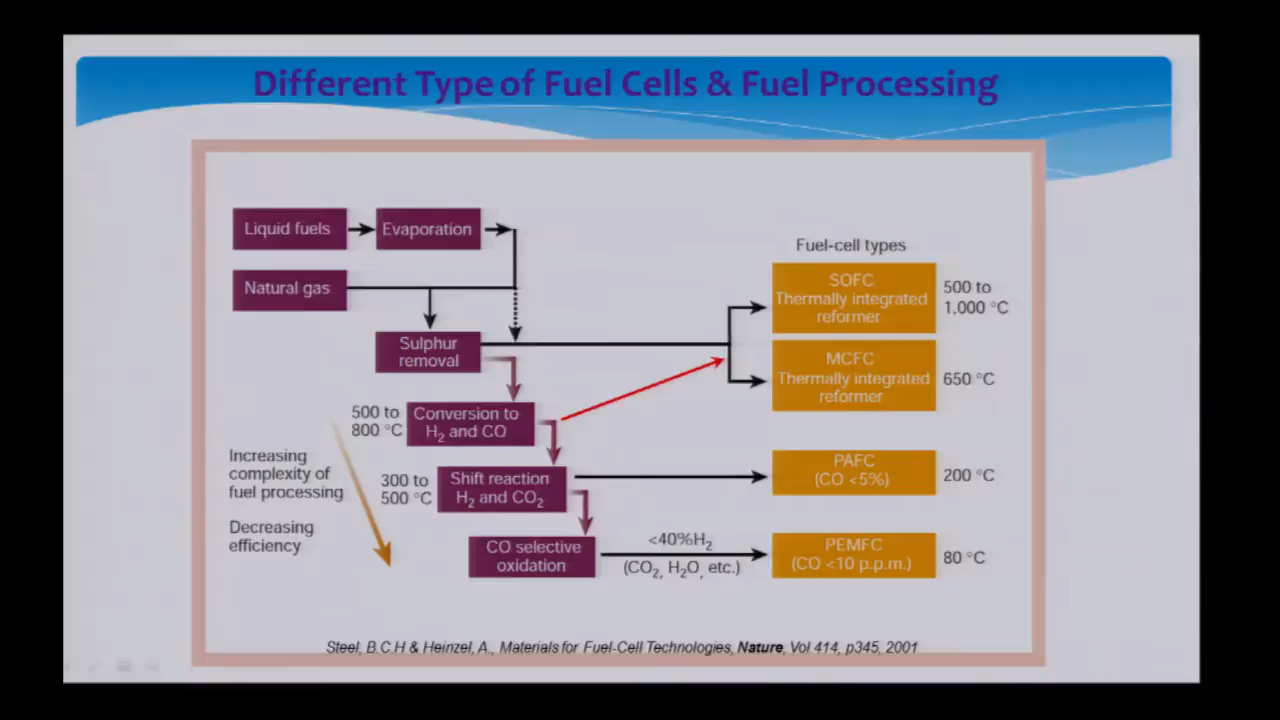 Different Type of Fuel Cells & Fuel Processing
Liquid fuels
Evaporation
Natural gas
Sulphur
removal
500 to
800 °C
Conversion to
H₂ and CO
300 to
500 °C
Shift reaction
H₂ and CO₂
CO selective
oxidation
<40%H₂
(CO₂, H₂O, etc.)
Increasing
complexity of
fuel processing
Decreasing
efficiency
Fuel-cell types
SOFC
Thermally integrated
reformer
500 to
1,000 °C
MCFC
Thermally integrated
reformer
650 °C
PAFC
(CO <5%)
200 °C
PEMFC
(CO <10 p.p.m.)
80 °C
Steel, B.C.H & Heinzel, A., Materials for Fuel-Cell Technologies, Nature, Vol 414, p345, 2001